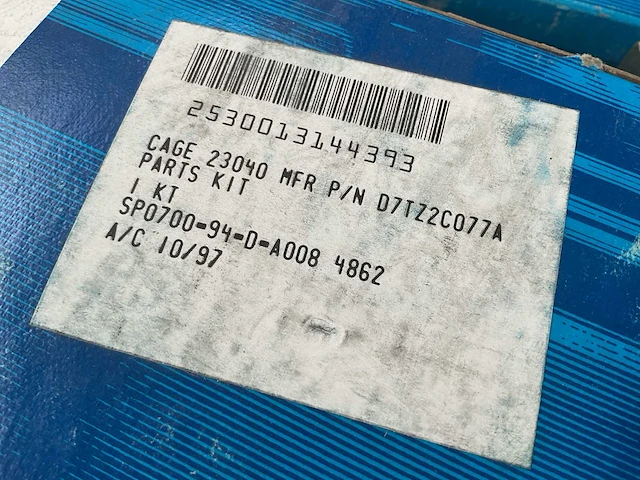 2530013144393
CAGE 23040 MFR P/N D7TZ2C077A
PARTS KIT
1 KT
SP0700-94-D-A008 4862
A/C 10/97